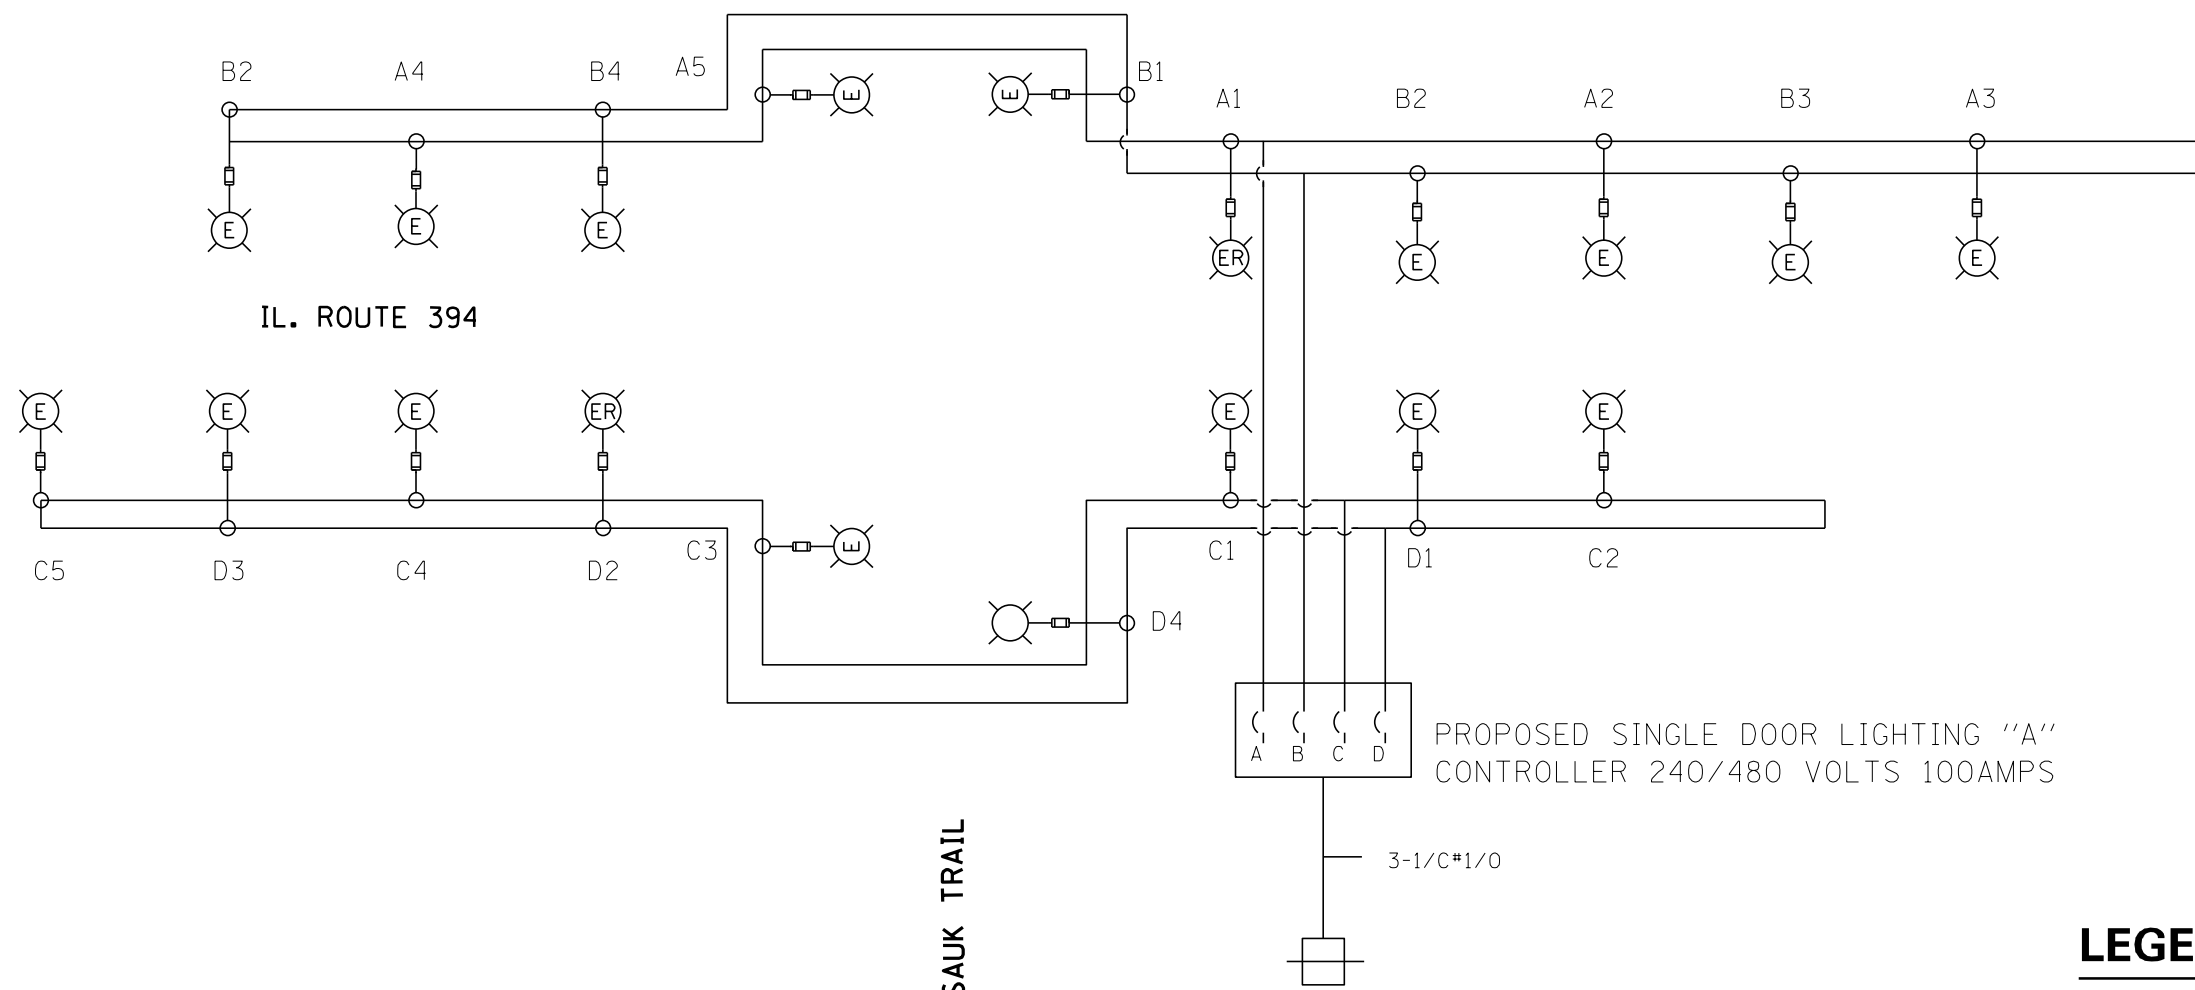 B2 A4 B4 A5 B1 A1 B2 A2 B3 A3
E E
E E E ER E E E E
IL. ROUTE 394
E E E ER E E E
C5 D3 C4 D2 C3 E C1 D1 C2
D4
A B C D
PROPOSED SINGLE DOOR LIGHTING "A"
CONTROLLER 240/480 VOLTS 100AMPS
3-1/C#1/0
SAUK TRAIL
LEGE